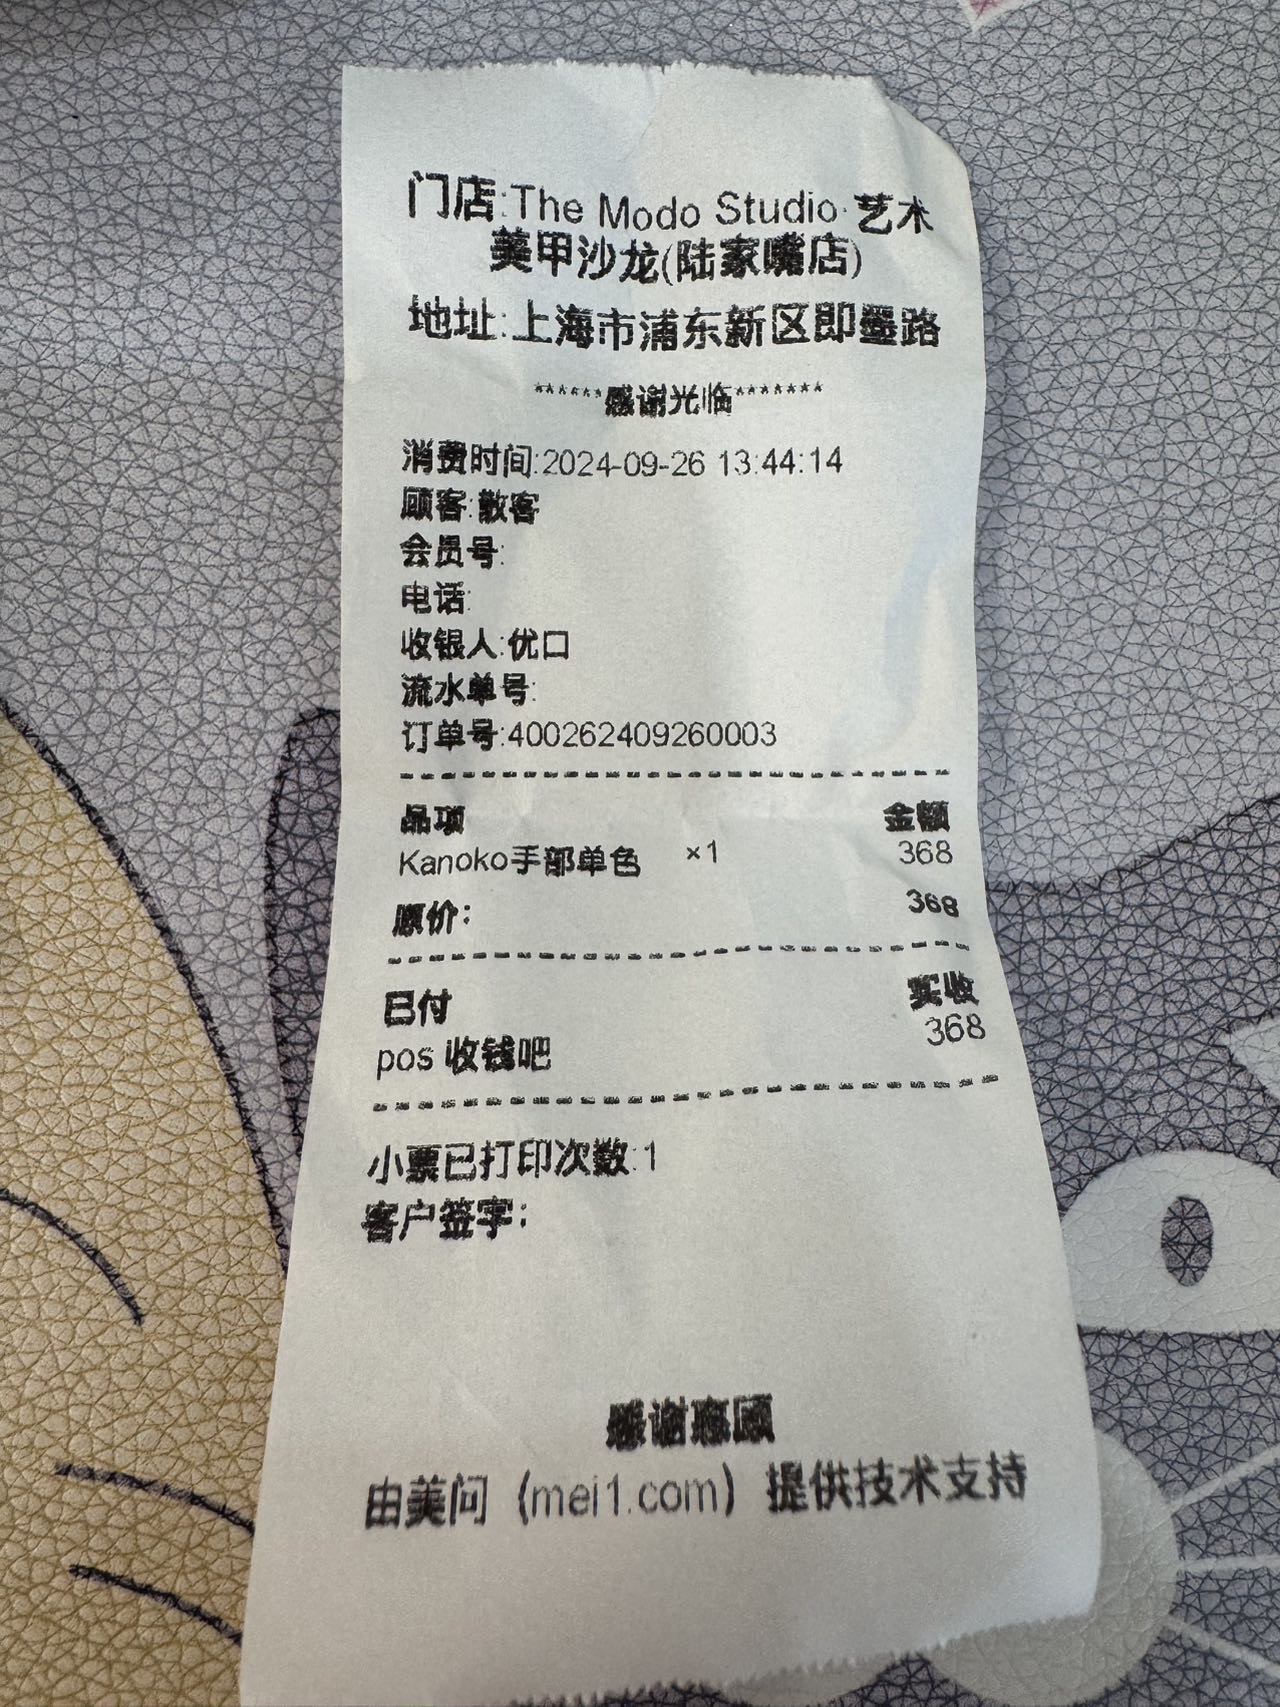 门店:The Modo Studio·艺术
美甲沙龙(陆家嘴店)
地址:上海市浦东新区即墨路
******感谢光临*******
消费时间:2024-09-26 13:44:14
顾客:散客
会员号:
电话:
收银人:优口
流水单号:
订单号:400262409260003
品项 金额
Kanoko手部单色 ×1 368
原价: 368
已付 实收
pos 收钱吧 368
小票已打印次数:1
客户签字:
感谢惠顾
由美问（mei1.com）提供技术支持